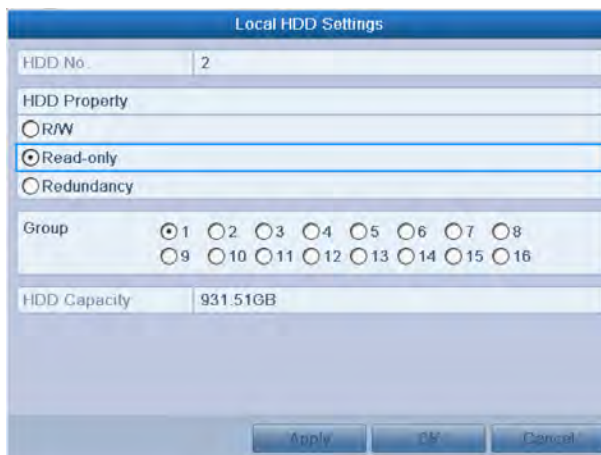 Local HDD Settings
HDD No. 2
HDD Property
R/W
Read-only
Redundancy
Group 1 2 3 4 5 6 7 8
9 10 11 12 13 14 15 16
HDD Capacity 931.51GB
Apply OK Cancel